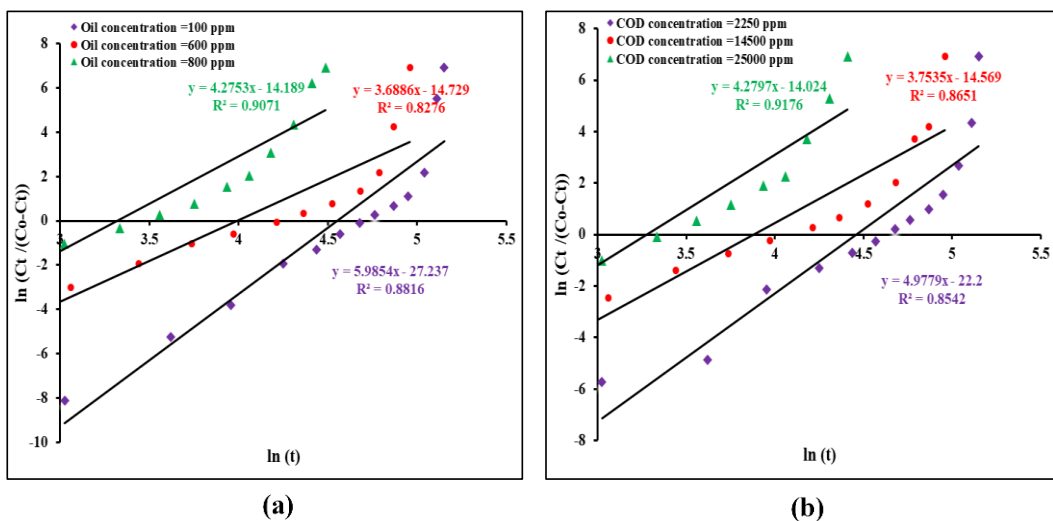 (a)
Oil concentration =100 ppm
Oil concentration =600 ppm
Oil concentration =800 ppm
y = 4.2753x - 14.189
R² = 0.9071
y = 3.6886x - 14.729
R² = 0.8276
y = 5.9854x - 27.237
R² = 0.8816
ln (Ct /(Co-Ct))
8
6
4
2
0
-2
-4
-6
-8
-10
3
3.5
4
4.5
5
5.5
ln (t)
(a)
(b)
COD concentration =2250 ppm
COD concentration =14500 ppm
COD concentration =25000 ppm
y = 4.2797x - 14.024
R² = 0.9176
y = 3.7535x - 14.569
R² = 0.8651
y = 4.9779x - 22.2
R² = 0.8542
ln (Ct /(Co-Ct))
8
6
4
2
0
-2
-4
-6
-8
3
3.5
4
4.5
5
5.5
ln (t)
(b)